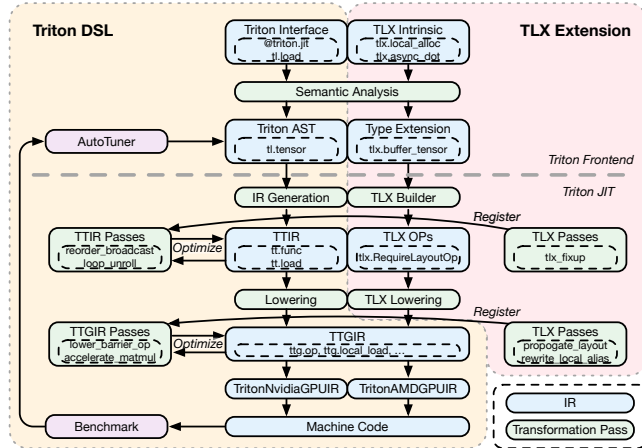 Triton DSL
TLX Extension
Triton Interface
@triton.jit
tl.load
TLX Intrinsic
tlx.local_alloc
tlx.async_dot
Semantic Analysis
AutoTuner
Triton AST
tl.tensor
Type Extension
tlx.buffer_tensor
Triton Frontend
Triton JIT
IR Generation
TLX Builder
Register
TTIR Passes
reorder_broadcast
loop_unroll
Optimize
TTIR
tt.func
tt.load
TLX OPs
tlx.RequireLayoutOp
TLX Passes
tlx_fixup
Lowering
TLX Lowering
Register
TTGIR Passes
lower_barrier_op
accelerate_matmul
Optimize
TTGIR
ttg.op, ttg.local_load, ...
TLX Passes
propogate_layout
rewrite_local_alias
TritonNvidiaGPUIR
TritonAMDGPUIR
Benchmark
Machine Code
IR
Transformation Pass